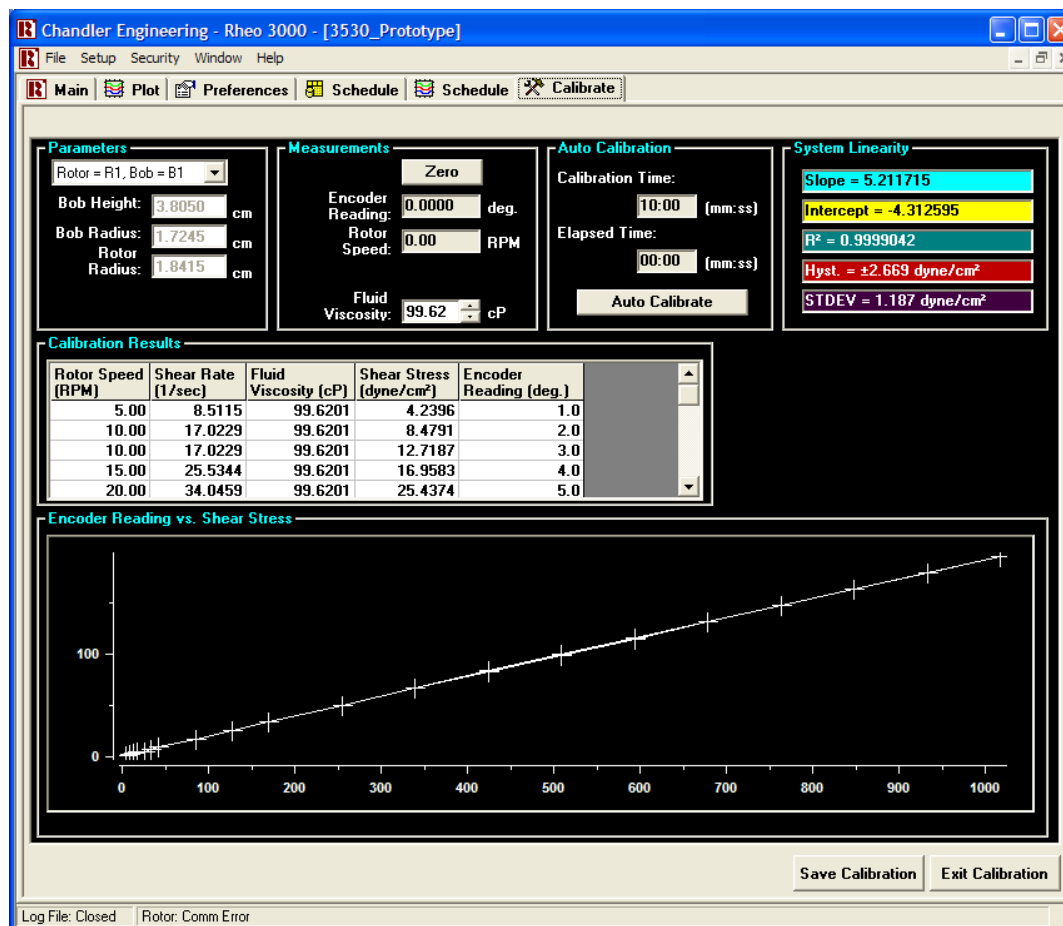 Chandler Engineering - Rheo 3000 - [3530_Prototype]
File Setup Security Window Help
Main Plot Preferences Schedule Schedule Calibrate
Parameters
Rotor = R1, Bob = B1
Bob Height: 3.8050 cm
Bob Radius: 1.7245 cm
Rotor
Radius: 1.8415 cm
Measurements
Zero
Encoder
Reading: 0.0000 deg.
Rotor
Speed: 0.00 RPM
Fluid
Viscosity: 99.62 cP
Auto Calibration
Calibration Time:
10:00 (mm:ss)
Elapsed Time:
00:00 (mm:ss)
Auto Calibrate
System Linearity
Slope = 5.211715
Intercept = -4.312595
R² = 0.9999042
Hyst. = ±2.669 dyne/cm²
STDEV = 1.187 dyne/cm²
Calibration Results
Rotor Speed Shear Rate Fluid Shear Stress Encoder
(RPM) (1/sec) Viscosity (cP) (dyne/cm²) Reading (deg.)
5.00 8.5115 99.6201 4.2396 1.0
10.00 17.0229 99.6201 8.4791 2.0
10.00 17.0229 99.6201 12.7187 3.0
15.00 25.5344 99.6201 16.9583 4.0
20.00 34.0459 99.6201 25.4374 5.0
Encoder Reading vs. Shear Stress
100
0
0 100 200 300 400 500 600 700 800 900 1000
Save Calibration Exit Calibration
Log File: Closed Rotor: Comm Error